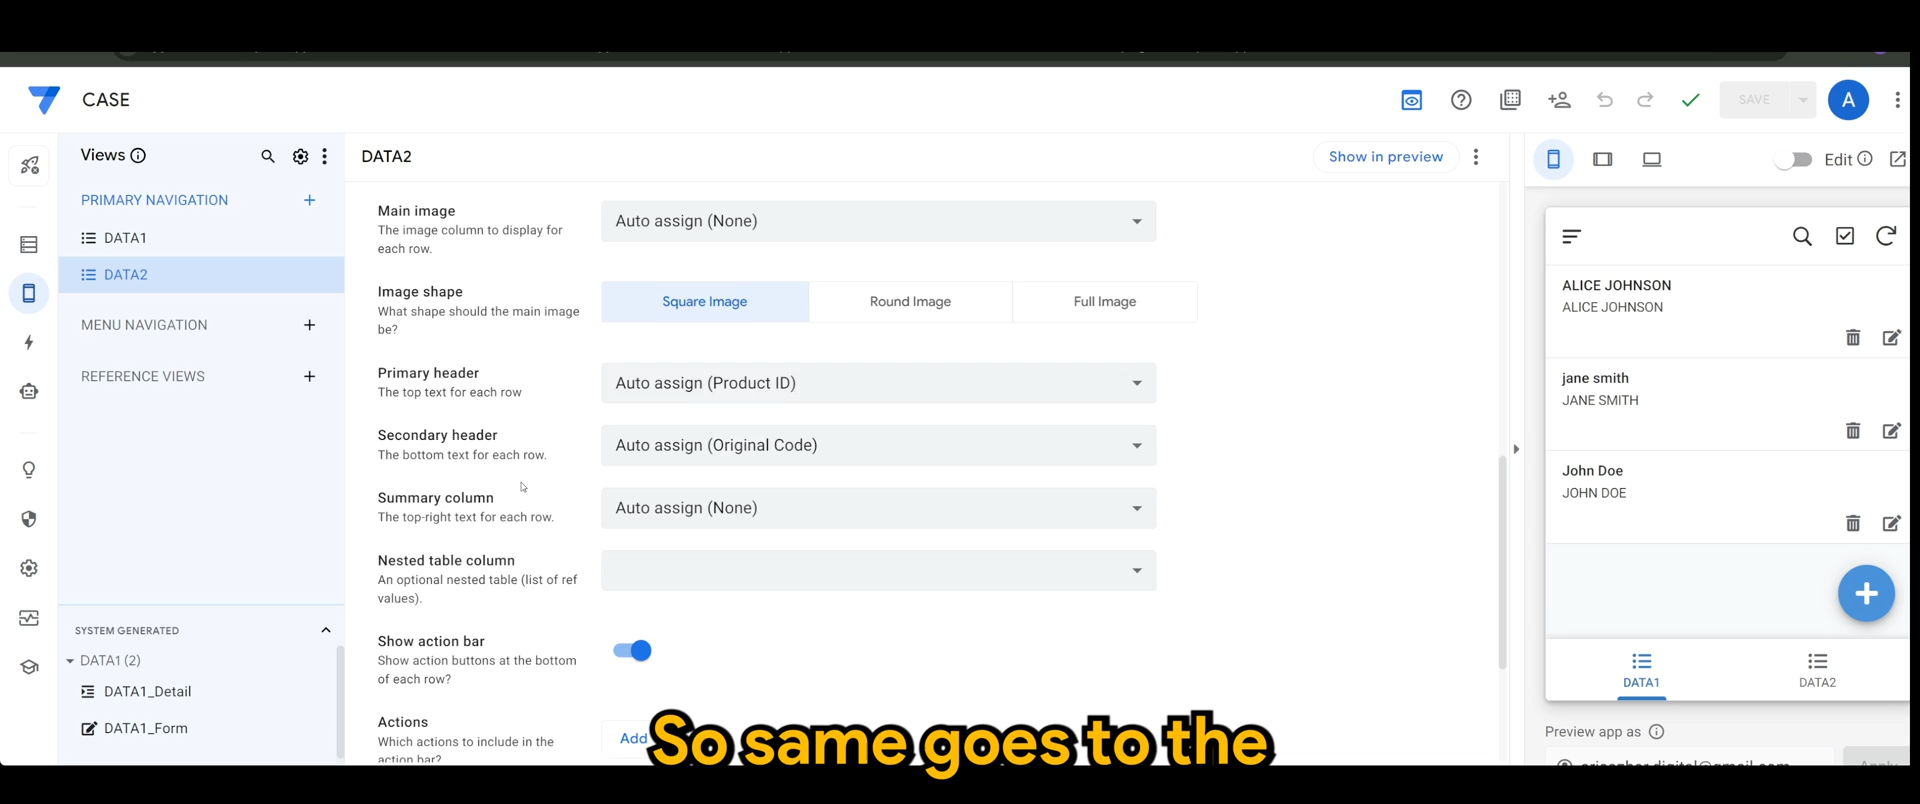 CASE
SAVE
A
Views
DATA2
Show in preview
Edit
PRIMARY NAVIGATION
DATA1
DATA2
MENU NAVIGATION
REFERENCE VIEWS
SYSTEM GENERATED
DATA1 (2)
DATA1_Detail
DATA1_Form
Main image
The image column to display for
each row.
Auto assign (None)
Image shape
What shape should the main image
be?
Square Image
Round Image
Full Image
Primary header
The top text for each row
Auto assign (Product ID)
Secondary header
The bottom text for each row.
Auto assign (Original Code)
Summary column
The top-right text for each row.
Auto assign (None)
Nested table column
An optional nested table (list of ref
values).
Show action bar
Show action buttons at the bottom
of each row?
Actions
Which actions to include in the
action bar?
Add
ALICE JOHNSON
ALICE JOHNSON
jane smith
JANE SMITH
John Doe
JOHN DOE
DATA1
DATA2
Preview app as
So same goes to the